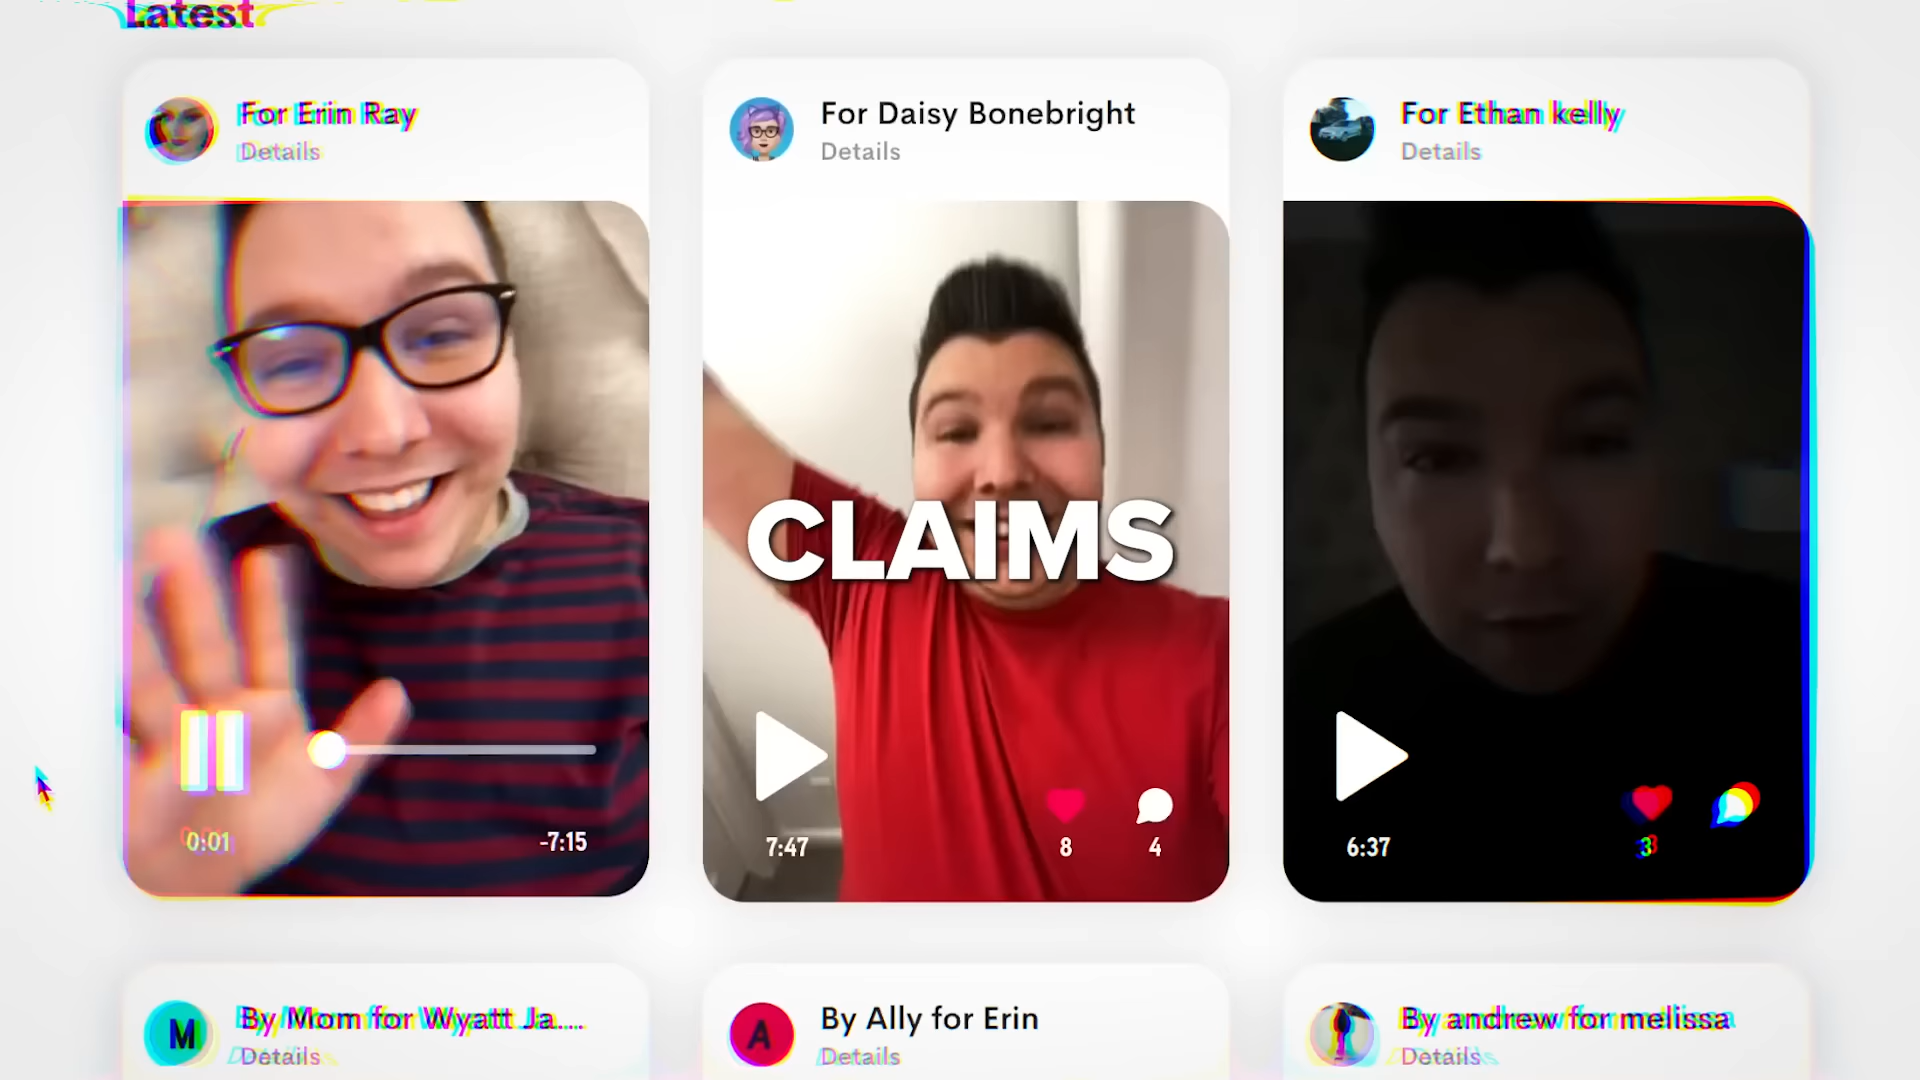 Latest
For Erin Ray
Details
For Daisy Bonebright
Details
For Ethan kelly
Details
CLAIMS
0:01
-7:15
7:47
8
4
6:37
3
M
By Mom for Wyatt Ja...
Details
A
By Ally for Erin
Details
By andrew for melissa
Details